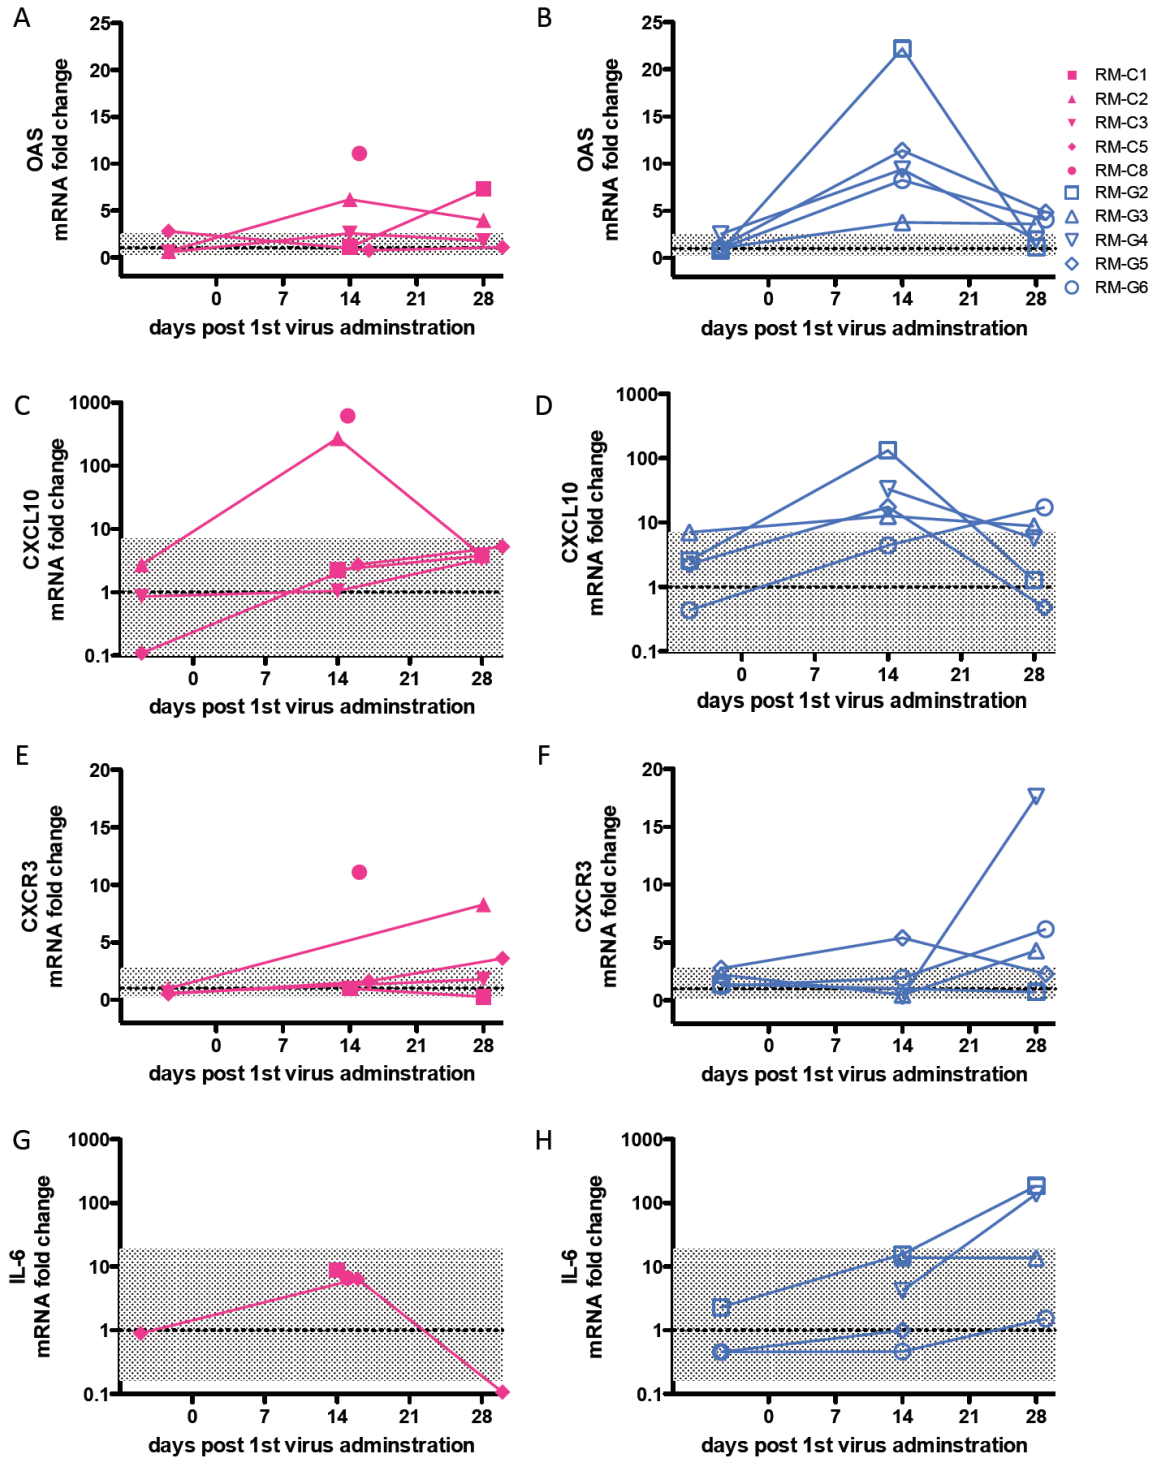 A
25
20
15
10
5
0
OAS
mRNA fold change
0 7 14 21 28
days post 1st virus adminstration
B
25
20
15
10
5
0
OAS
mRNA fold change
0 7 14 21 28
days post 1st virus adminstration
RM-C1
RM-C2
RM-C3
RM-C5
RM-C8
RM-G2
RM-G3
RM-G4
RM-G5
RM-G6
C
1000
100
10
1
0.1
CXCL10
mRNA fold change
0 7 14 21 28
days post 1st virus adminstration
D
1000
100
10
1
0.1
CXCL10
mRNA fold change
0 7 14 21 28
days post 1st virus adminstration
E
20
15
10
5
0
CXCR3
mRNA fold change
0 7 14 21 28
days post 1st virus adminstration
F
20
15
10
5
0
CXCR3
mRNA fold change
0 7 14 21 28
days post 1st virus adminstration
G
1000
100
10
1
0.1
IL-6
mRNA fold change
0 7 14 21 28
days post 1st virus adminstration
H
1000
100
10
1
0.1
IL-6
mRNA fold change
0 7 14 21 28
days post 1st virus adminstration